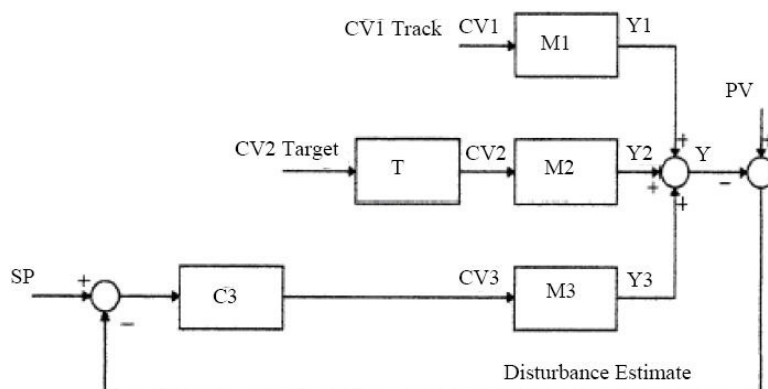 CV1 Track
CV1
M1
Y1
PV
+
+
CV2 Target
T
CV2
M2
Y2
+
Y
−
+
SP
+
−
C3
CV3
M3
Y3
Disturbance Estimate